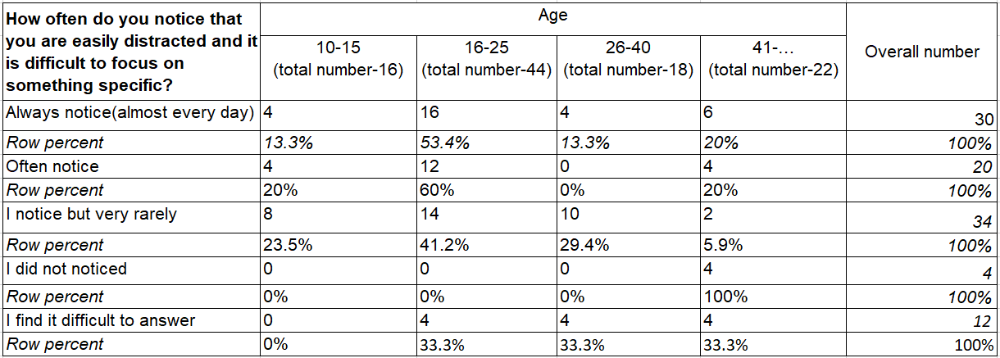 How often do you notice that
you are easily distracted and it
is difficult to focus on
something specific?
Age
10-15
(total number-16)
16-25
(total number-44)
26-40
(total number-18)
41-...
(total number-22)
Overall number
Always notice(almost every day) 4 16 4 6 30
Row percent 13.3% 53.4% 13.3% 20% 100%
Often notice 4 12 0 4 20
Row percent 20% 60% 0% 20% 100%
I notice but very rarely 8 14 10 2 34
Row percent 23.5% 41.2% 29.4% 5.9% 100%
I did not noticed 0 0 0 4 4
Row percent 0% 0% 0% 100% 100%
I find it difficult to answer 0 4 4 4 12
Row percent 0% 33.3% 33.3% 33.3% 100%